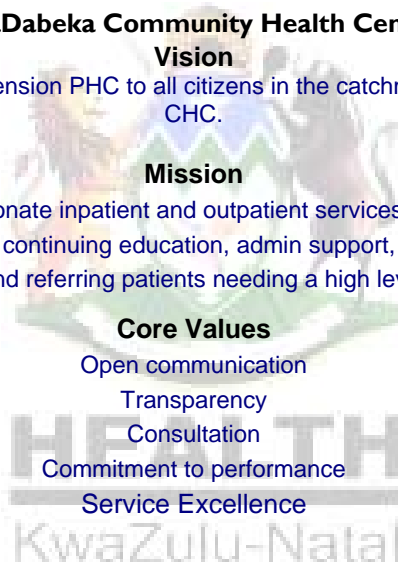 Dabeka Community Health Cen
Vision
ension PHC to all citizens in the catch
CHC.
Mission
onate inpatient and outpatient services
continuing education, admin support,
nd referring patients needing a high lev
Core Values
Open communication
Transparency
Consultation
Commitment to performance
Service Excellence
HEALTH
KwaZulu-Natal